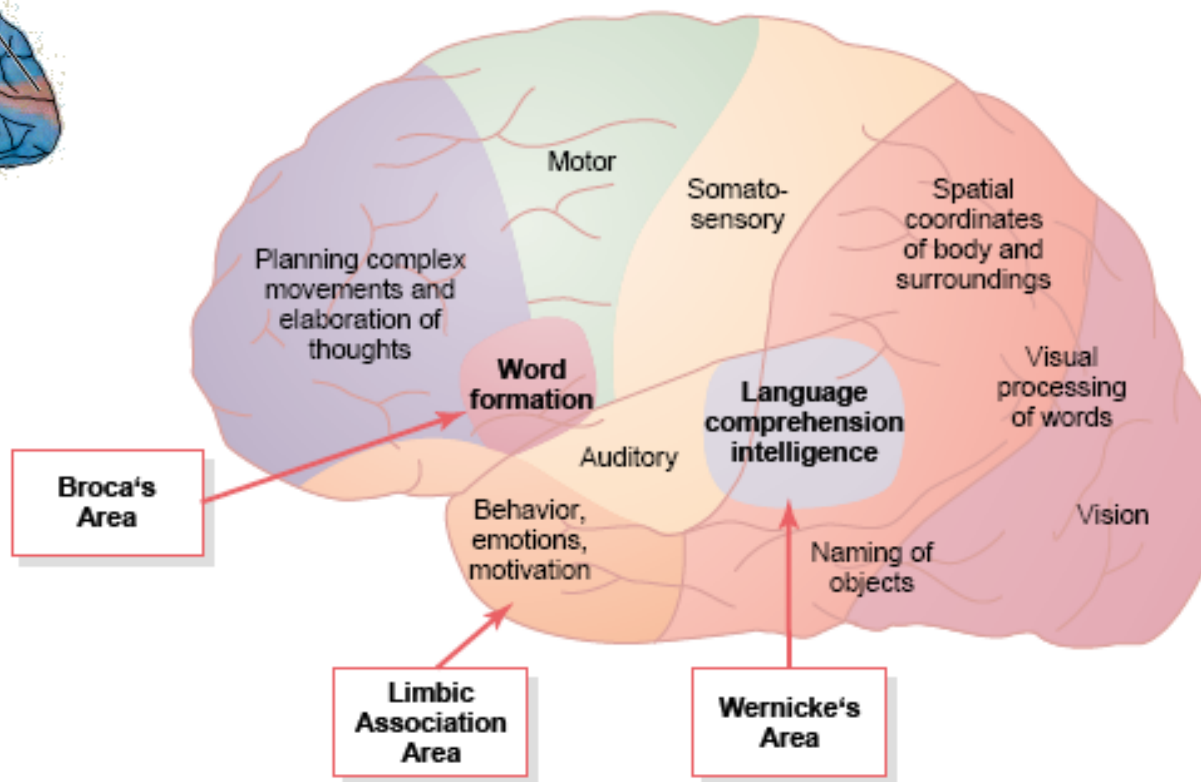 Motor
Somato-
sensory
Spatial
coordinates
of body and
surroundings
Planning complex
movements and
elaboration of
thoughts
Word
formation
Language
comprehension
intelligence
Visual
processing
of words
Auditory
Broca‘s
Area
Behavior,
emotions,
motivation
Vision
Naming of
objects
Limbic
Association
Area
Wernicke‘s
Area